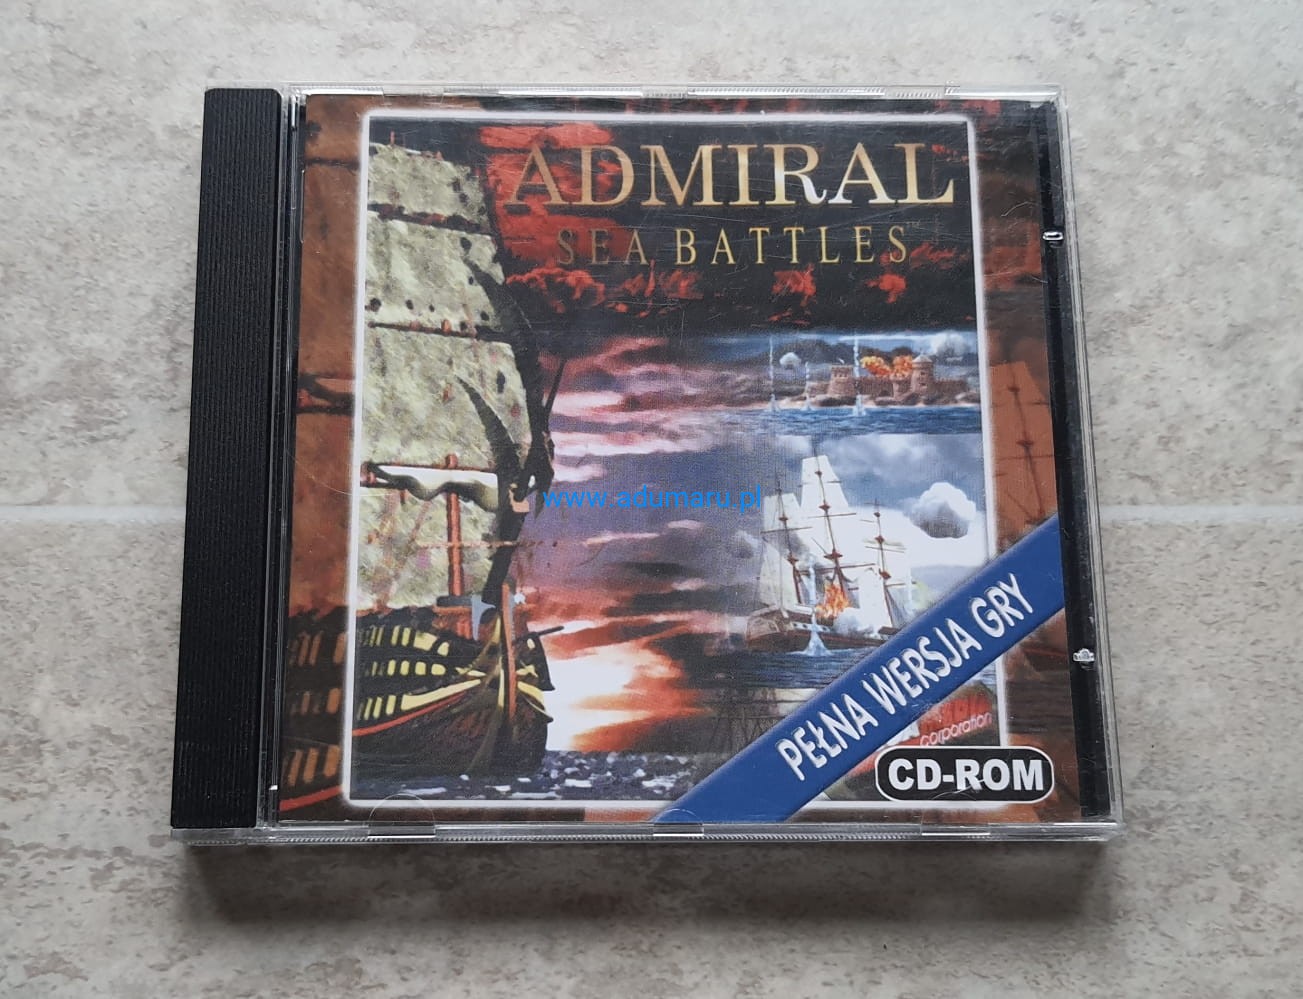 ADMIRAL
SEA BATTLES
www.adumaru.pl
PEŁNA WERSJA GRY
corporation
CD-ROM